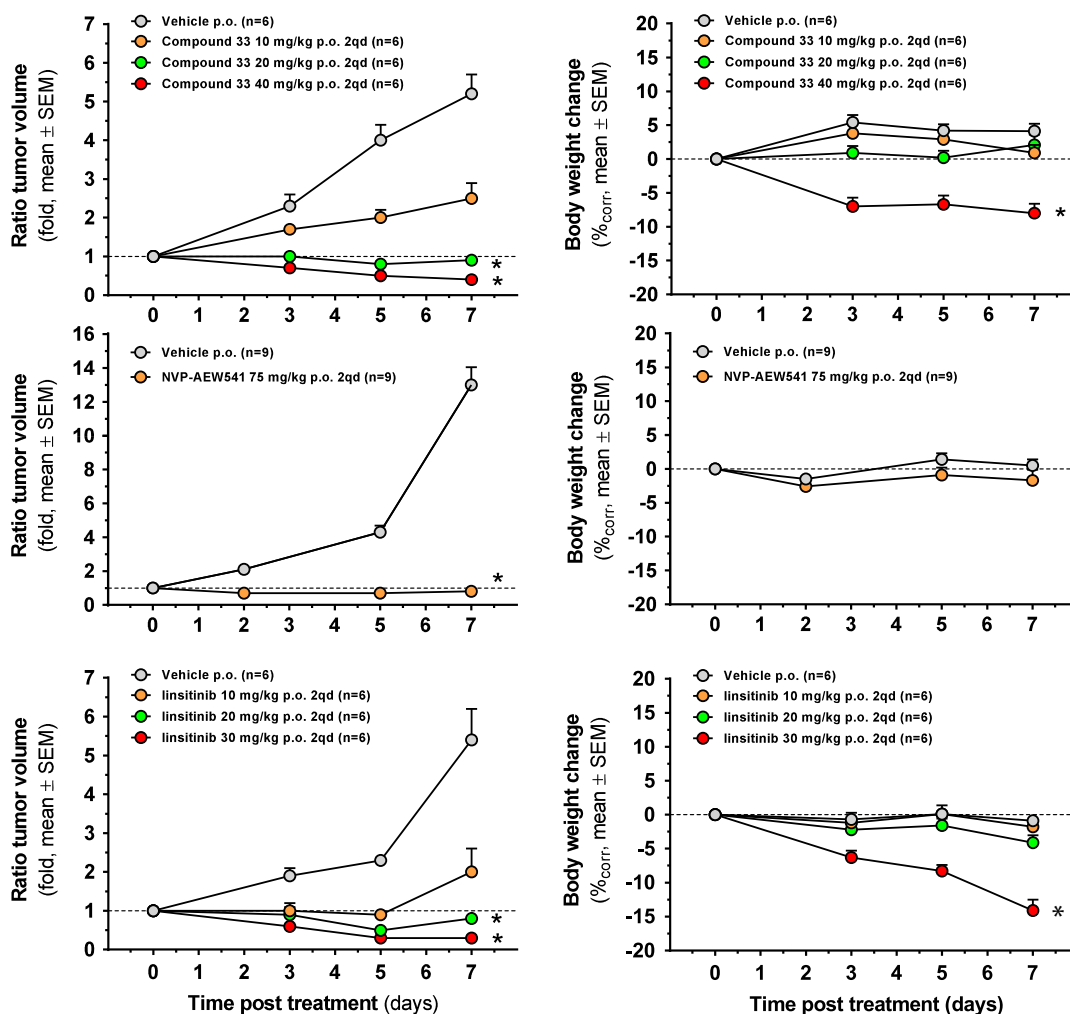 Ratio tumor volume
(fold, mean ± SEM)
7
6
5
4
3
2
1
0
Vehicle p.o. (n=6)
Compound 33 10 mg/kg p.o. 2qd (n=6)
Compound 33 20 mg/kg p.o. 2qd (n=6)
Compound 33 40 mg/kg p.o. 2qd (n=6)
*
*
0 1 2 3 4 5 6 7
Body weight change
(%corr, mean ± SEM)
20
15
10
5
0
-5
-10
-15
-20
Vehicle p.o. (n=6)
Compound 33 10 mg/kg p.o. 2qd (n=6)
Compound 33 20 mg/kg p.o. 2qd (n=6)
Compound 33 40 mg/kg p.o. 2qd (n=6)
*
0 1 2 3 4 5 6 7
Ratio tumor volume
(fold, mean ± SEM)
16
14
12
10
8
6
4
2
0
Vehicle p.o. (n=9)
NVP-AEW541 75 mg/kg p.o. 2qd (n=9)
*
0 1 2 3 4 5 6 7
Body weight change
(%corr, mean ± SEM)
20
15
10
5
0
-5
-10
-15
-20
Vehicle p.o. (n=9)
NVP-AEW541 75 mg/kg p.o. 2qd (n=9)
0 1 2 3 4 5 6 7
Ratio tumor volume
(fold, mean ± SEM)
7
6
5
4
3
2
1
0
Vehicle p.o. (n=6)
linsitinib 10 mg/kg p.o. 2qd (n=6)
linsitinib 20 mg/kg p.o. 2qd (n=6)
linsitinib 30 mg/kg p.o. 2qd (n=6)
*
*
0 1 2 3 4 5 6 7
Time post treatment (days)
Body weight change
(%corr, mean ± SEM)
20
15
10
5
0
-5
-10
-15
-20
Vehicle p.o. (n=6)
linsitinib 10 mg/kg p.o. 2qd (n=6)
linsitinib 20 mg/kg p.o. 2qd (n=6)
linsitinib 30 mg/kg p.o. 2qd (n=6)
*
0 1 2 3 4 5 6 7
Time post treatment (days)